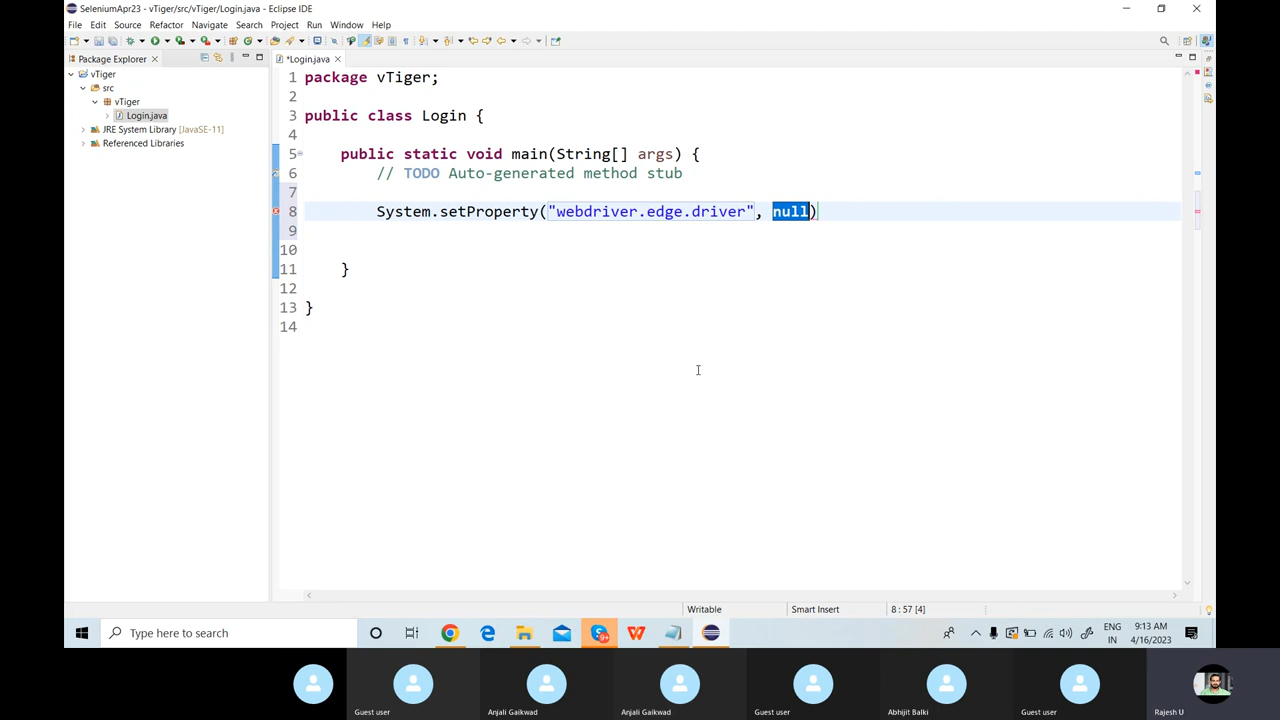 SeleniumApr23 - vTiger/src/vTiger/Login.java - Eclipse IDE
File Edit Source Refactor Navigate Search Project Run Window Help
Package Explorer
*Login.java
vTiger
src
vTiger
Login.java
JRE System Library [JavaSE-11]
Referenced Libraries
1 package vTiger;
2
3 public class Login {
4
5 public static void main(String[] args) {
6 // TODO Auto-generated method stub
7
8 System.setProperty("webdriver.edge.driver", null)
9
10
11 }
12
13 }
14
Writable Smart Insert 8 : 57 [4]
Type here to search
ENG
IN
9:13 AM
4/16/2023
Guest user Anjali Gaikwad Anjali Gaikwad Guest user Abhijit Balki Guest user Rajesh U